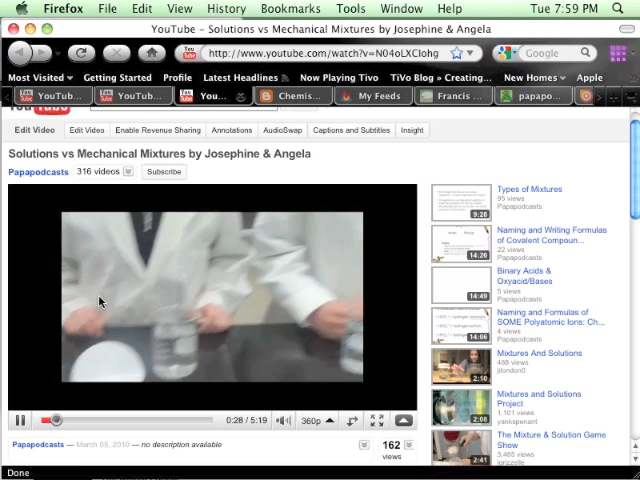 Firefox File Edit View History Bookmarks Tools Window Help Tue 7:59 PM
YouTube - Solutions vs Mechanical Mixtures by Josephine & Angela
http://www.youtube.com/watch?v=N04oLXCIohg Google
Most Visited Getting Started Profile Latest Headlines Now Playing Tivo TiVo Blog » Creating... New Homes Apple
YouTub... YouTub... You... Chemis... My Feeds Francis ... papapo...
Edit Video Edit Video Enable Revenue Sharing Annotations AudioSwap Captions and Subtitles Insight
Solutions vs Mechanical Mixtures by Josephine & Angela
Papapodcasts 316 videos Subscribe
Types of Mixtures
95 views
Papapodcasts
9:26
Naming and Writing Formulas
of Covalent Compoun...
22 views
Papapodcasts
14:26
Binary Acids &
Oxyacid/Bases
5 views
Papapodcasts
14:49
Naming and Formulas of
SOME Polyatomic Ions: Ch...
4 views
Papapodcasts
14:06
Mixtures And Solutions
488 views
jilondon0
2:10
Mixtures and Solutions
Project
1,101 views
yankspenant
2:08
The Mixture & Solution Game
Show
3,465 views
jorizzelle
2:41
0:28 / 5:19 360p
Papapodcasts — March 05, 2010 — no description available
162
views
Done